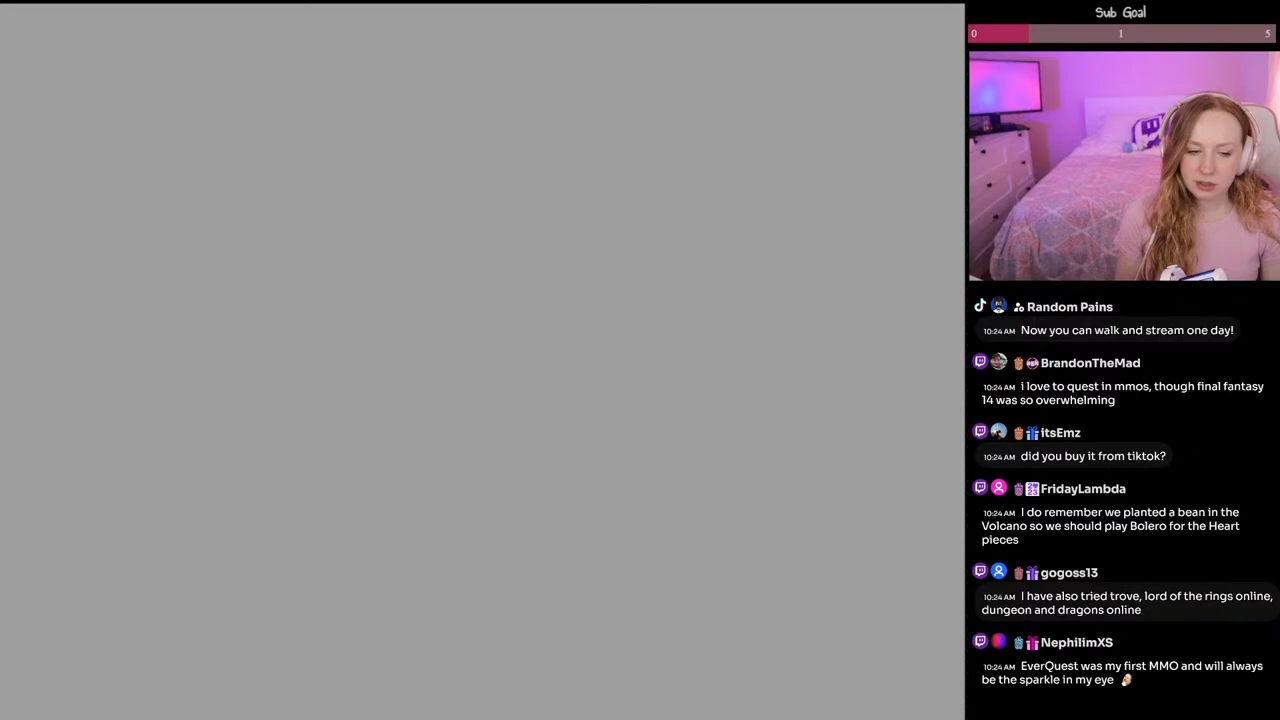 Sub Goal
0 1 5
Random Pains
10:24 AM Now you can walk and stream one day!
BrandonTheMad
10:24 AM i love to quest in mmos, though final fantasy
14 was so overwhelming
itsEmz
10:24 AM did you buy it from tiktok?
FridayLambda
10:24 AM I do remember we planted a bean in the
Volcano so we should play Bolero for the Heart
pieces
gogoss13
10:24 AM I have also tried trove, lord of the rings online,
dungeon and dragons online
NephilimXS
10:24 AM EverQuest was my first MMO and will always
be the sparkle in my eye